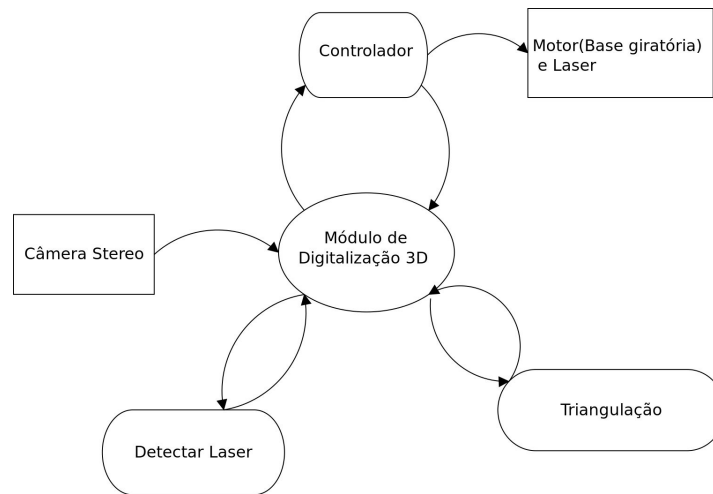 Controlador
Motor(Base giratória)
e Laser
Módulo de
Digitalização 3D
Câmera Stereo
Triangulação
Detectar Laser